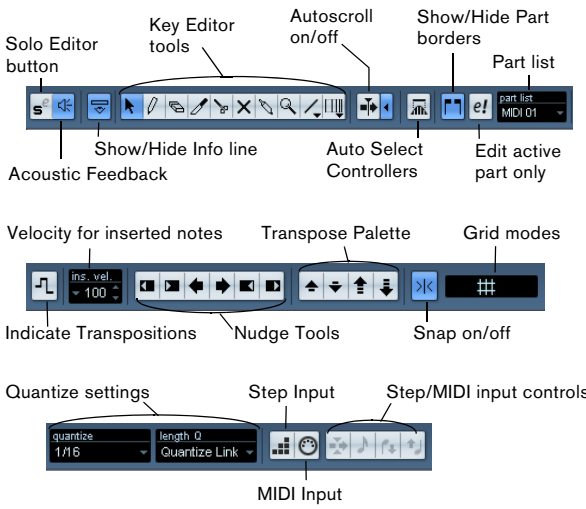 Solo Editor
button
Key Editor
tools
Autoscroll
on/off
Show/Hide Part
borders
Part list
s e
e!
part list
MIDI 01
Acoustic Feedback
Show/Hide Info line
Auto Select
Controllers
Edit active
part only
Velocity for inserted notes
Transpose Palette
Grid modes
ins. vel.
100
Indicate Transpositions
Nudge Tools
Snap on/off
Quantize settings
Step Input
Step/MIDI input controls
quantize
1/16
length Q
Quantize Link
MIDI Input